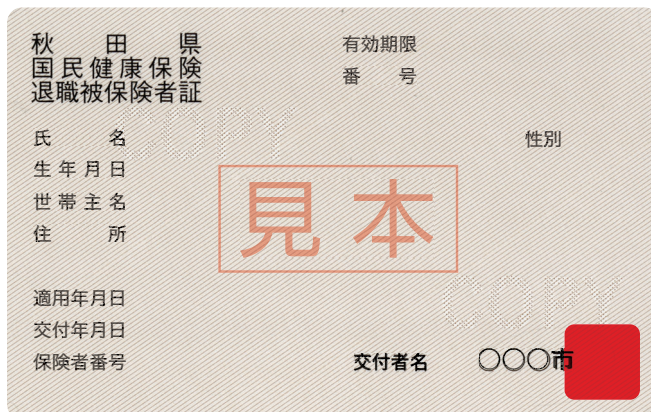 秋田県 有効期限
国民健康保険 番号
退職被保険者証
COPY
氏名 性別
生年月日
世帯主名
住所
見本
COPY
適用年月日
交付年月日
保険者番号 交付者名 〇〇〇市